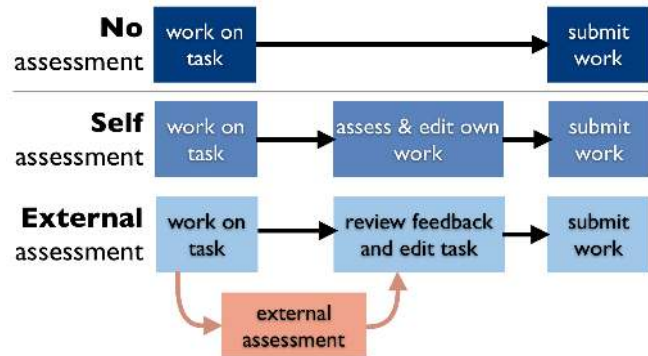 No
assessment
work on
task
submit
work
Self
assessment
work on
task
assess & edit own
work
submit
work
External
assessment
work on
task
review feedback
and edit task
submit
work
external
assessment